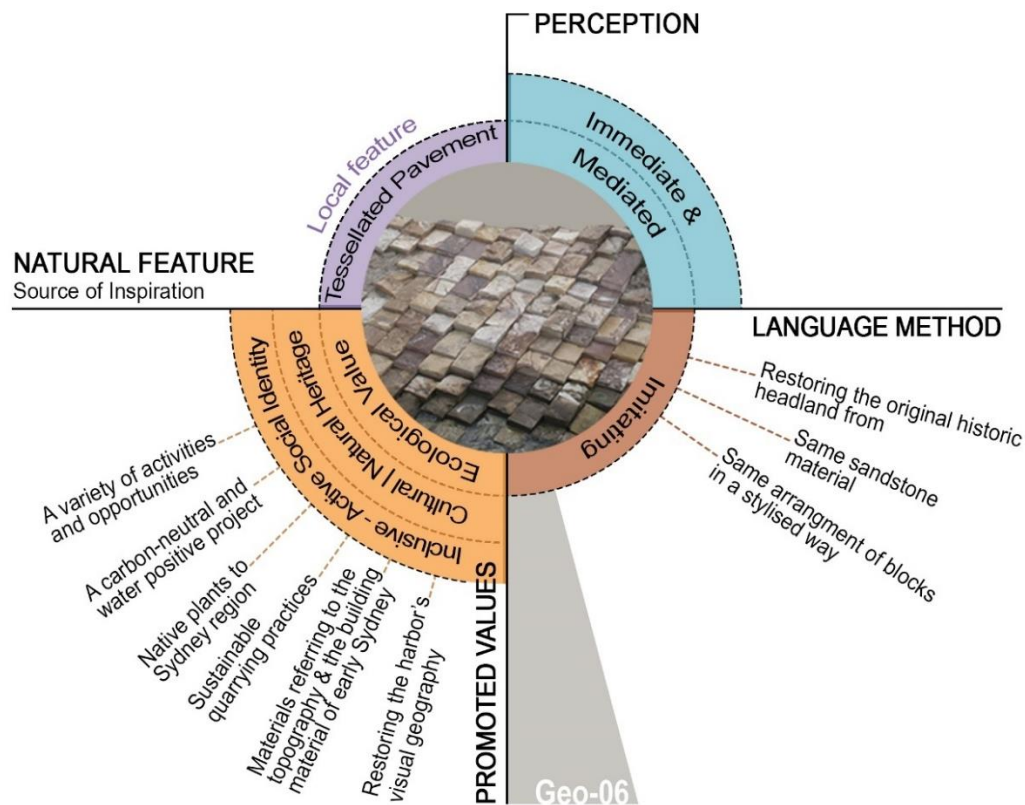 PERCEPTION
Immediate &
Mediated
Local feature
Tessellated Pavement
NATURAL FEATURE
Source of Inspiration
LANGUAGE METHOD
Imitating
Restoring the original historic
headland from
Same sandstone
material
Same arrangment of blocks
in a stylised way
Ecological Value
Cultural | Natural Heritage
Inclusive - Active Social Identity
A variety of activities
and opportunities
A carbon-neutral and
water positive project
Native plants to
Sydney region
Sustainable
quarrying practices
Materials referring to the
topography & the building
material of early Sydney
Restoring the harbor's
visual geography
PROMOTED VALUES
Geo-06